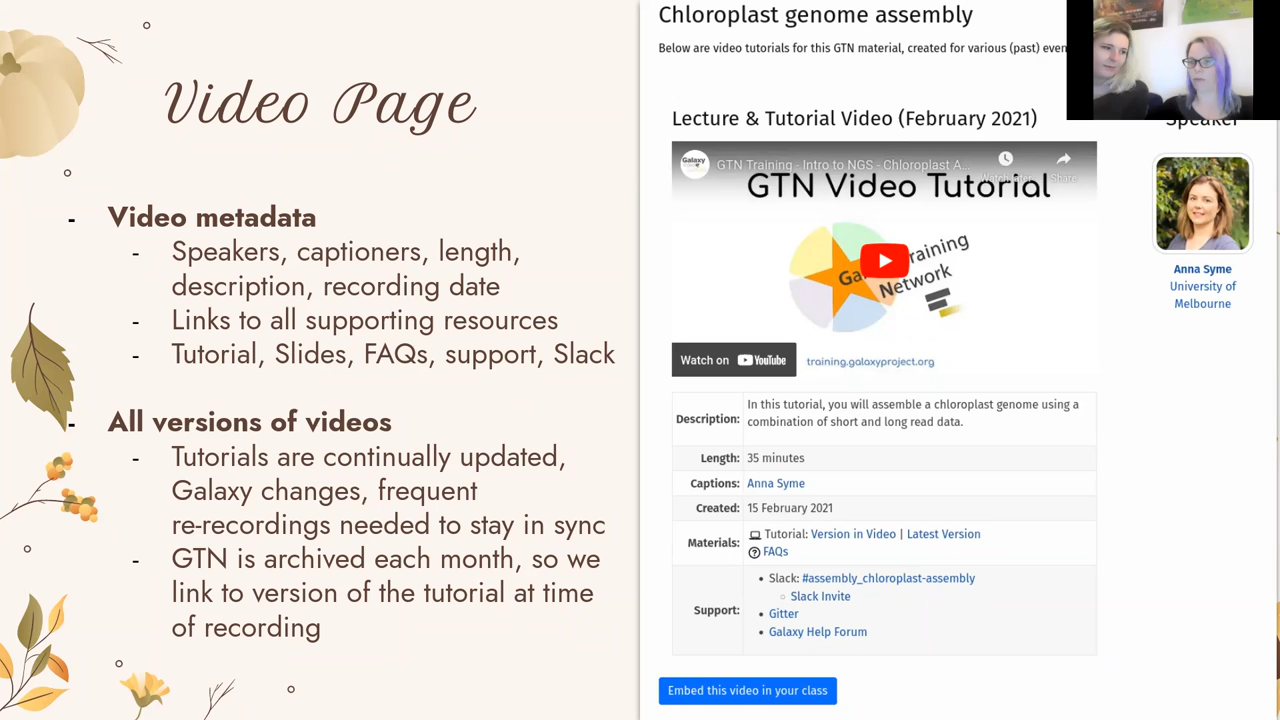 Video Page
- Video metadata
- Speakers, captioners, length,
description, recording date
- Links to all supporting resources
- Tutorial, Slides, FAQs, support, Slack
- All versions of videos
- Tutorials are continually updated,
Galaxy changes, frequent
re-recordings needed to stay in sync
- GTN is archived each month, so we
link to version of the tutorial at time
of recording
Chloroplast genome assembly
Below are video tutorials for this GTN material, created for various (past)
Lecture & Tutorial Video (February 2021)
Speaker
Galaxy
GTN Training - Intro to NGS - Chloroplast A...
Watch later
Share
GTN Video Tutorial
Training
Network
Watch on YouTube
training.galaxyproject.org
Anna Syme
University of
Melbourne
Description: In this tutorial, you will assemble a chloroplast genome using a
combination of short and long read data.
Length: 35 minutes
Captions: Anna Syme
Created: 15 February 2021
Materials: Tutorial: Version in Video | Latest Version
FAQs
Support: • Slack: #assembly_chloroplast-assembly
○ Slack Invite
• Gitter
• Galaxy Help Forum
Embed this video in your class